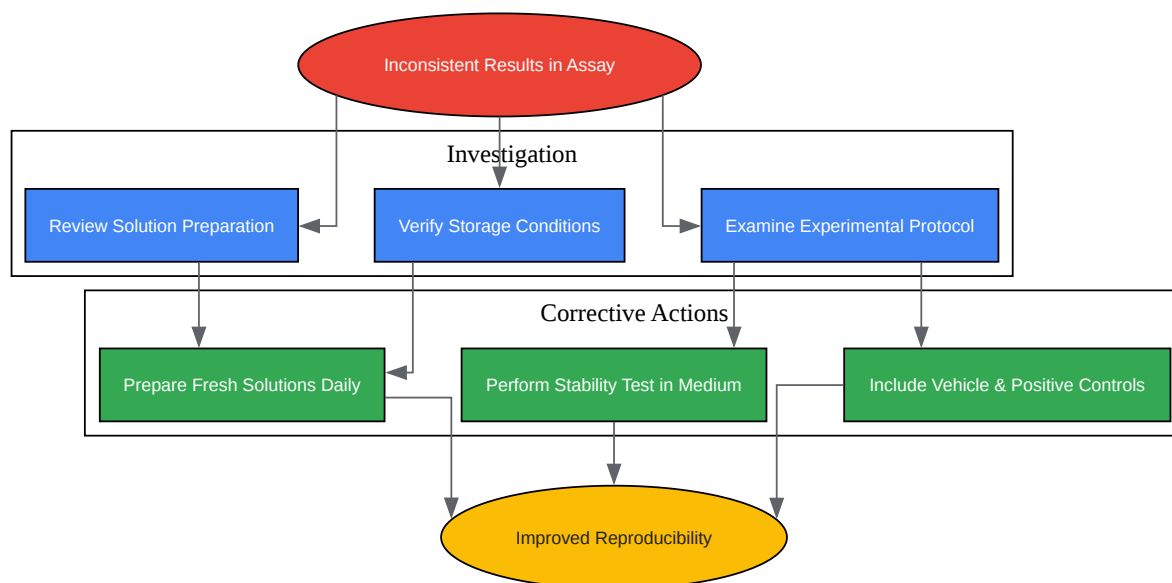 Inconsistent Results in Assay
Investigation
Review Solution Preparation
Verify Storage Conditions
Examine Experimental Protocol
Corrective Actions
Prepare Fresh Solutions Daily
Perform Stability Test in Medium
Include Vehicle & Positive Controls
Improved Reproducibility